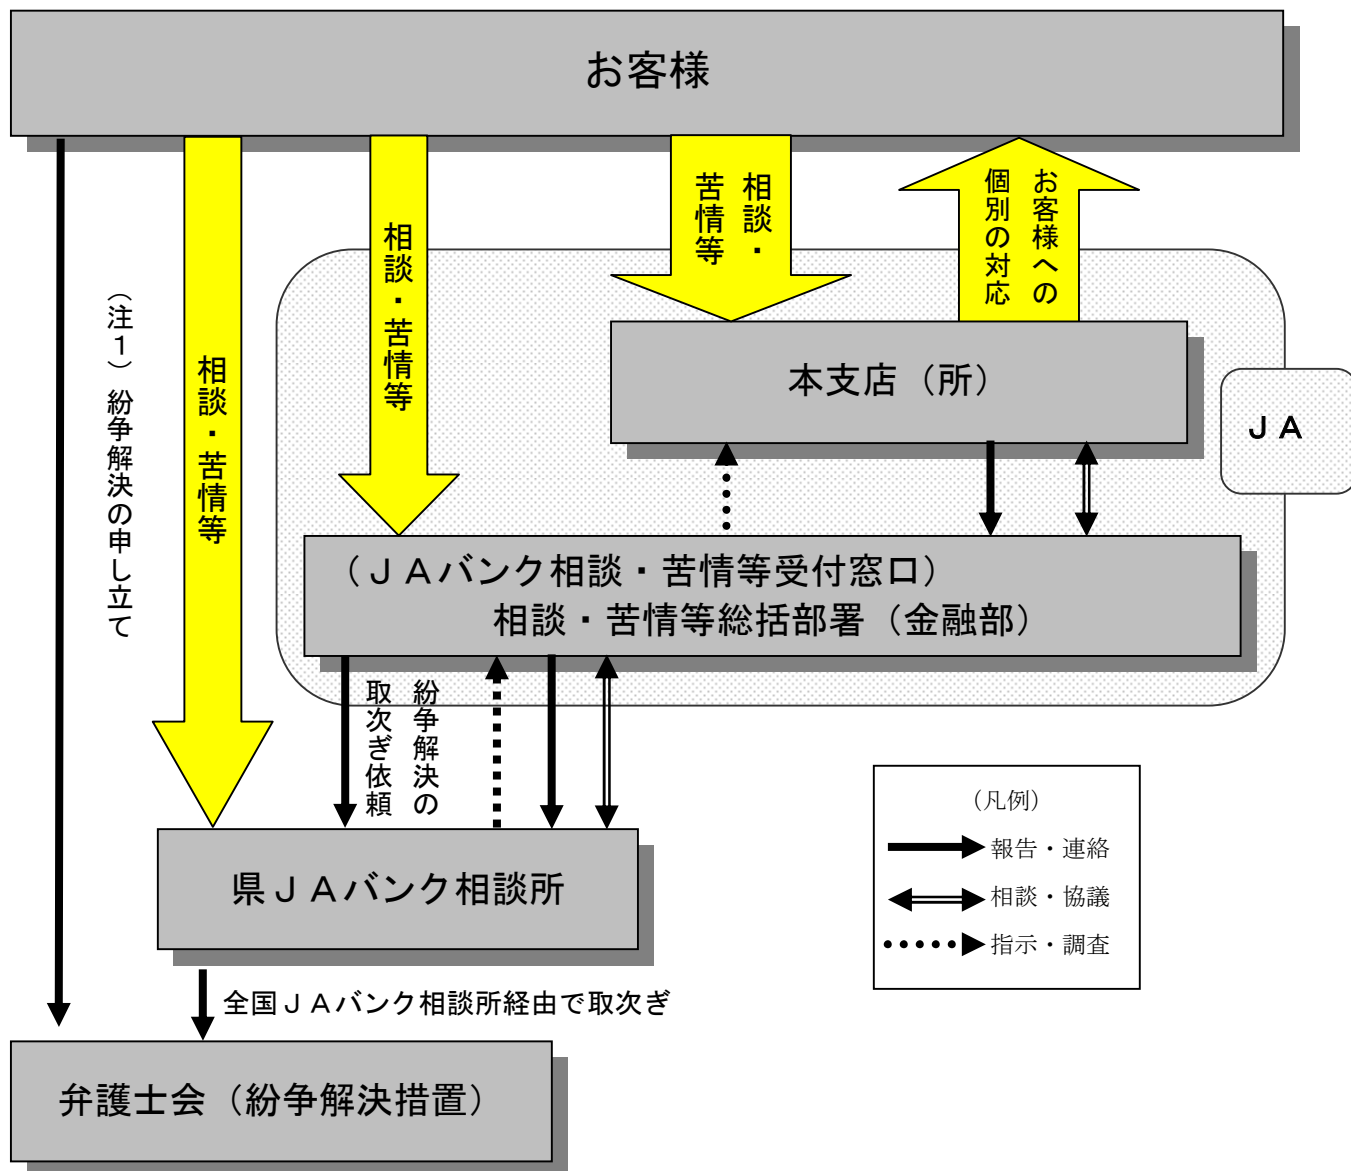 お客様
(注１)紛争解決の申し立て
相談・苦情等
相談・苦情等
相談・
苦情等
お客様への
個別の対応
本支店（所）
ＪＡ
（ＪＡバンク相談・苦情等受付窓口）
相談・苦情等総括部署（金融部）
紛争解決の
取次ぎ依頼
県ＪＡバンク相談所
（凡例）
報告・連絡
相談・協議
指示・調査
全国ＪＡバンク相談所経由で取次ぎ
弁護士会（紛争解決措置）